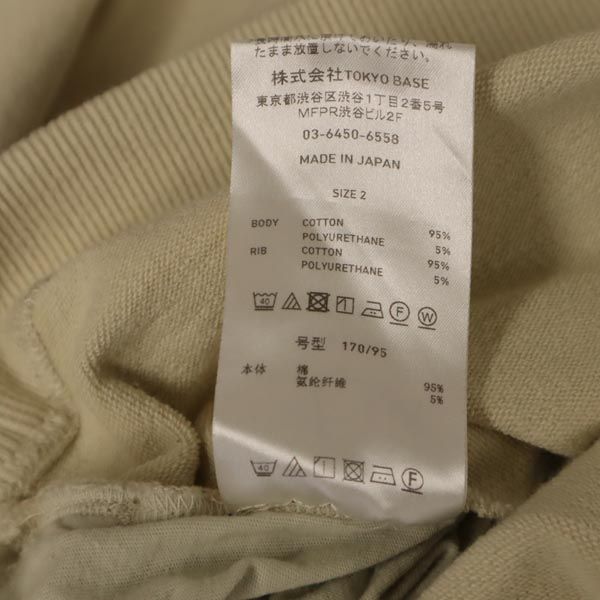 たまま放置しないでください。
株式会社TOKYO BASE
東京都渋谷区渋谷1丁目2番5号
MFPR渋谷ビル2F
03-6450-6558
MADE IN JAPAN
SIZE 2
BODY COTTON 95%
POLYURETHANE 5%
RIB COTTON 95%
POLYURETHANE 5%
40 F W
号型 170/95
本体 棉 95%
氨纶纤维 5%
40 F